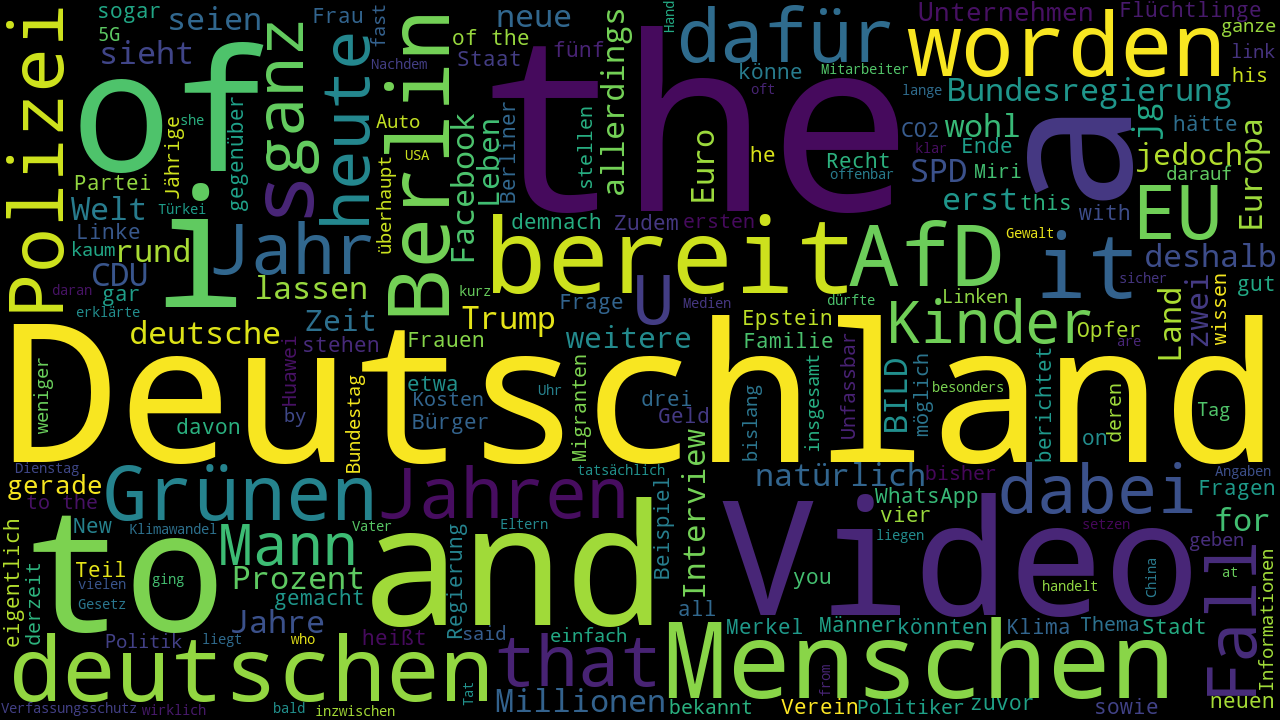 Polizei
sogar
5G
sieht
seien
Frau
fast
neue
of the
Staat
fünf
allerdings
Hand
dafür
Unternehmen
Flüchtlinge
worden
ganze
link
his
of
she
gegenüber
Jährige
ganz
s
heute
Nachdem
Auto
USA
überhaupt
Berlin
Facebook
Leben
Berliner
the
stellen
könne
oft
Euro
he
Mitarbeiter
Recht
offenbar
lange
CO2
klar
SPD
Bundesregierung
wohl
Ende
Miri
a
jg
hätte
jedoch
darauf
Europa
Partei
Türkei
Welt
Linke
kaum
rund
CDU
daran
gar
erklärte
i
Jahr
lassen
demnach
Zudem
ersten
bereit
AfD
erst
this
with
Gewalt
it
EU
deshalb
sicher
gut
kurz
Frage
U
Medien
dürfte
Linken
Land
zwei
wissen
deutsche
Zeit
stehen
Frauen
Trump
weitere
Epstein
Familie
Kinder
Opfer
are
Deutschland
weniger
davon
Huawei
by
Bundestag
etwa
Kosten
Bürger
Uhr
Migranten
drei
Geld
bislang
insgesamt
Unfassbar
BILD
möglich
besonders
berichtet
on
deren
Tag
Dienstag
gerade
to the
Grünen
Jahren
tatsächlich
Interview
natürlich
bisher
dabei
Angaben
Fragen
eigentlich
derzeit
New
Klimawandel
to
Mann
Vater
and
Eltern
Beispiel
Video
WhatsApp
vier
liegen
setzen
for
geben
Teil
vielen
Gesetz
ging
Prozent
gemacht
Regierung
you
handelt
China
at
Fall
Informationen
Politik
liegt
Jahre
who
heißt
said
einfach
all
Merkel
Männer
könnten
Klima
Thema
Stadt
deutschen
that
Menschen
from
Verfassungsschutz
wirklich
bald
inzwischen
Tat
Millionen
bekannt
Verein
Politiker
zuvor
sowie
neuen